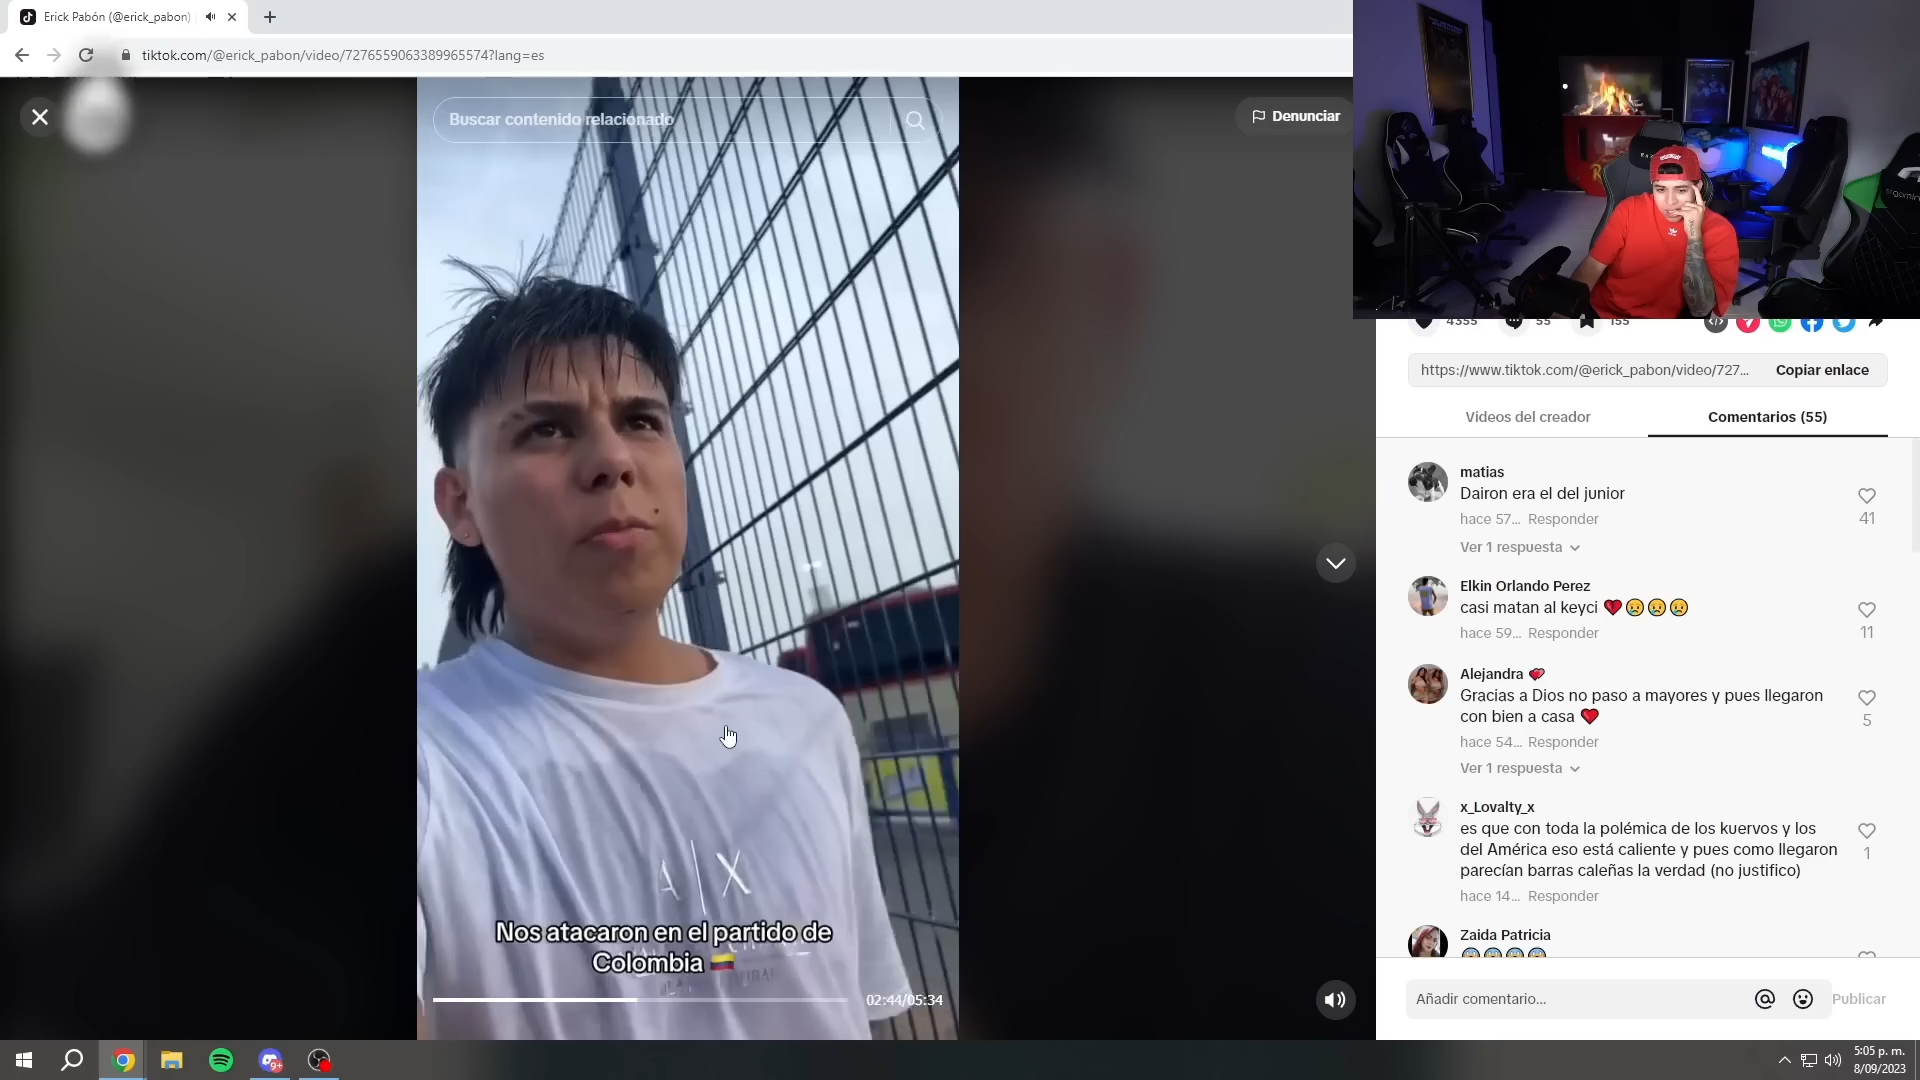 Erick Pabón (@erick_pabon)
tiktok.com/@erick_pabon/video/7276559063389965574?lang=es
Buscar contenido relacionado
Denunciar
A|X
Nos atacaron en el partido de
Colombia 🇨🇴
02:44/05:34
4355
55
155
https://www.tiktok.com/@erick_pabon/video/727...
Copiar enlace
Videos del creador
Comentarios (55)
matias
Dairon era el del junior
41
hace 57... Responder
Ver 1 respuesta
Elkin Orlando Perez
casi matan al keyci 💔😢😢😢
11
hace 59... Responder
Alejandra 💕
Gracias a Dios no paso a mayores y pues llegaron
con bien a casa ❤️
5
hace 54... Responder
Ver 1 respuesta
x_Lovalty_x
es que con toda la polémica de los kuervos y los
del América eso está caliente y pues como llegaron
parecían barras caleñas la verdad (no justifico)
1
hace 14... Responder
Zaida Patricia
😨😨😨😨
Añadir comentario...
Publicar
9+
5:05 p. m.
8/09/2023